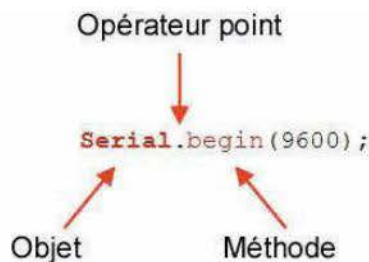 Opérateur point
Serial.begin(9600);
Objet Méthode